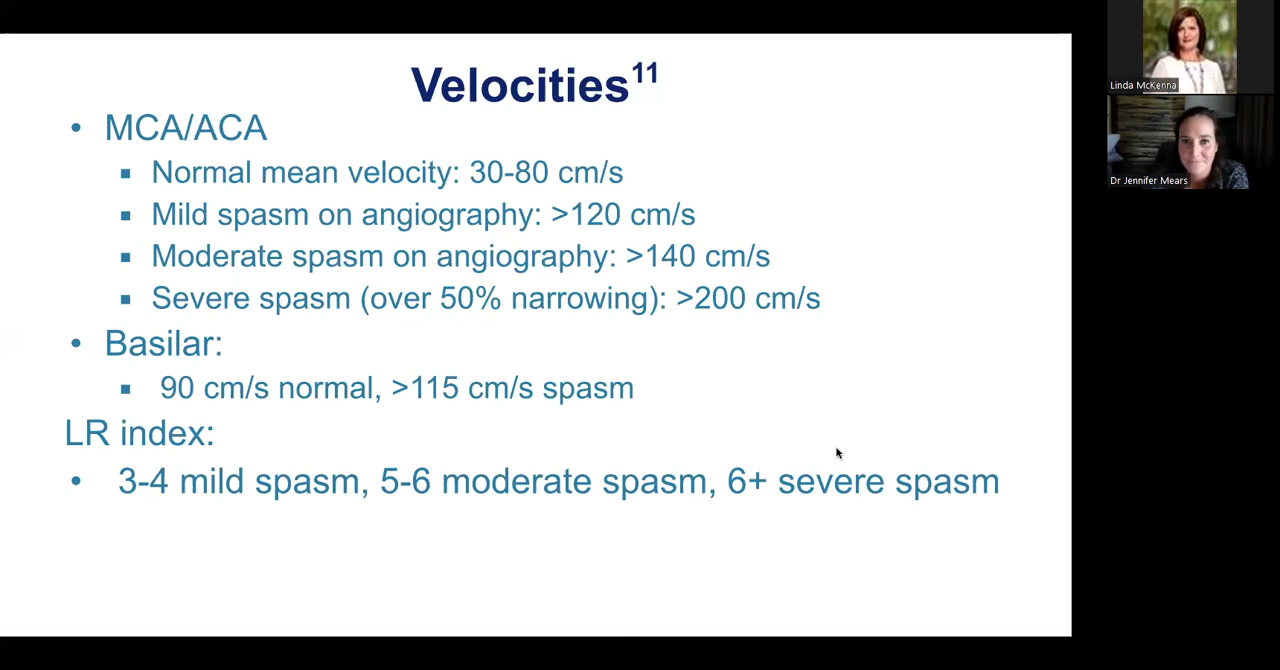 Velocities11
• MCA/ACA
▪ Normal mean velocity: 30-80 cm/s
▪ Mild spasm on angiography: >120 cm/s
▪ Moderate spasm on angiography: >140 cm/s
▪ Severe spasm (over 50% narrowing): >200 cm/s
• Basilar:
▪ 90 cm/s normal, >115 cm/s spasm
LR index:
• 3-4 mild spasm, 5-6 moderate spasm, 6+ severe spasm
Linda McKenna
Dr Jennifer Mears